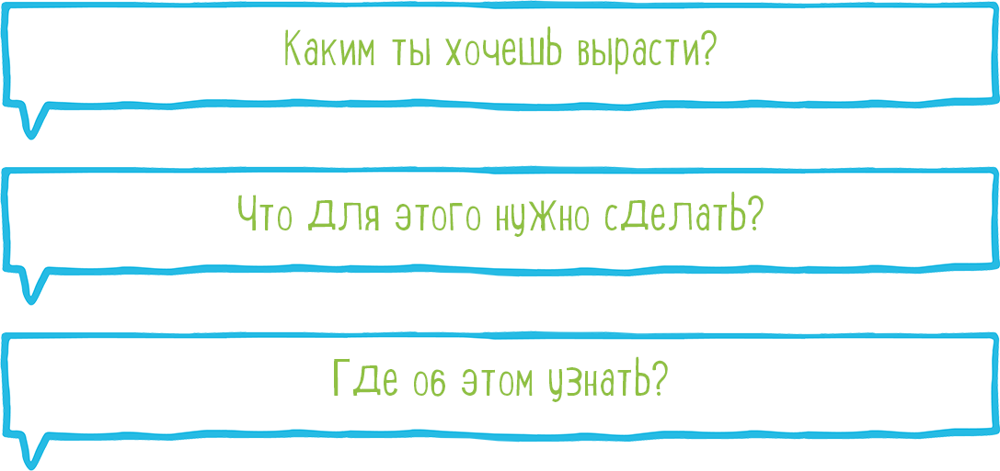 Каким ты хочешь вырасти?
Что для этого нужно сделать?
Где об этом узнать?